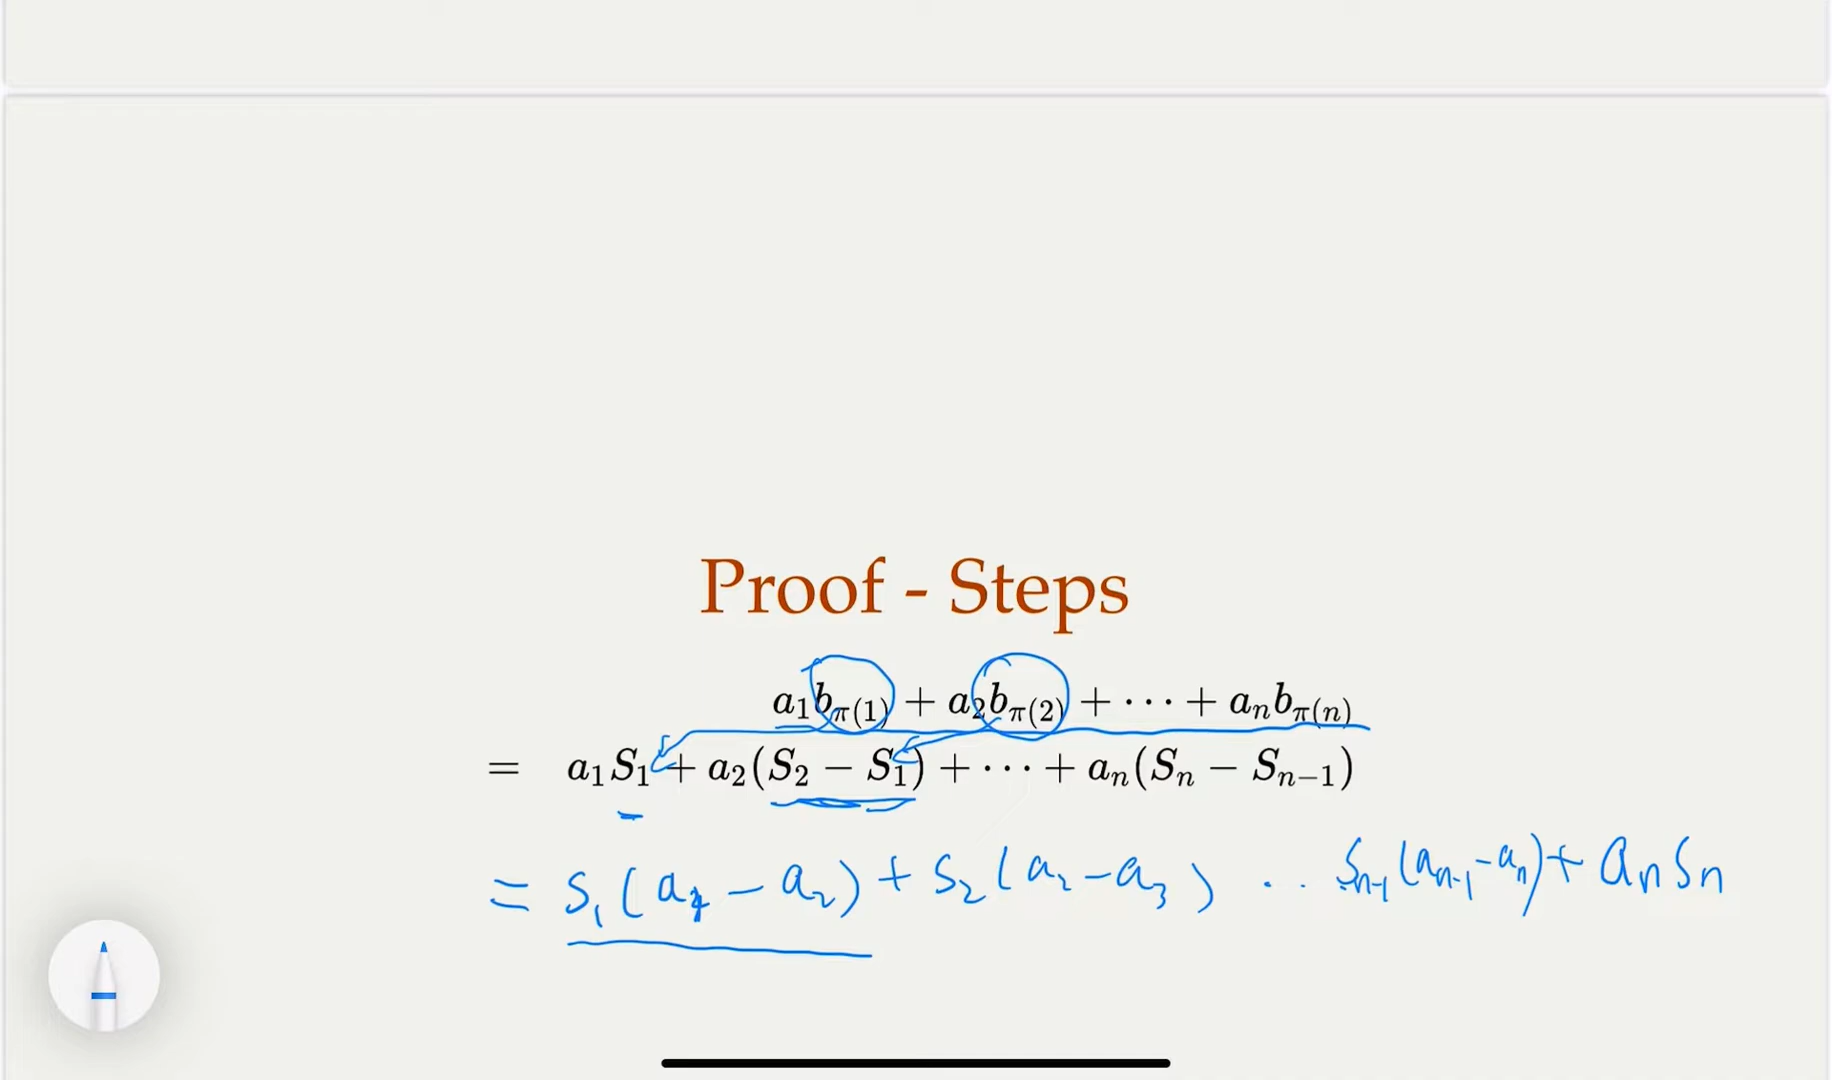 Proof - Steps
a₁b_π(1) + a₂b_π(2) + ··· + aₙb_π(n)
= a₁S₁ + a₂(S₂ − S₁) + ··· + aₙ(Sₙ − Sₙ₋₁)
= S₁(a₁ − a₂) + S₂(a₂ − a₃) .. Sₙ₋₁(aₙ₋₁ − aₙ) + aₙSₙ